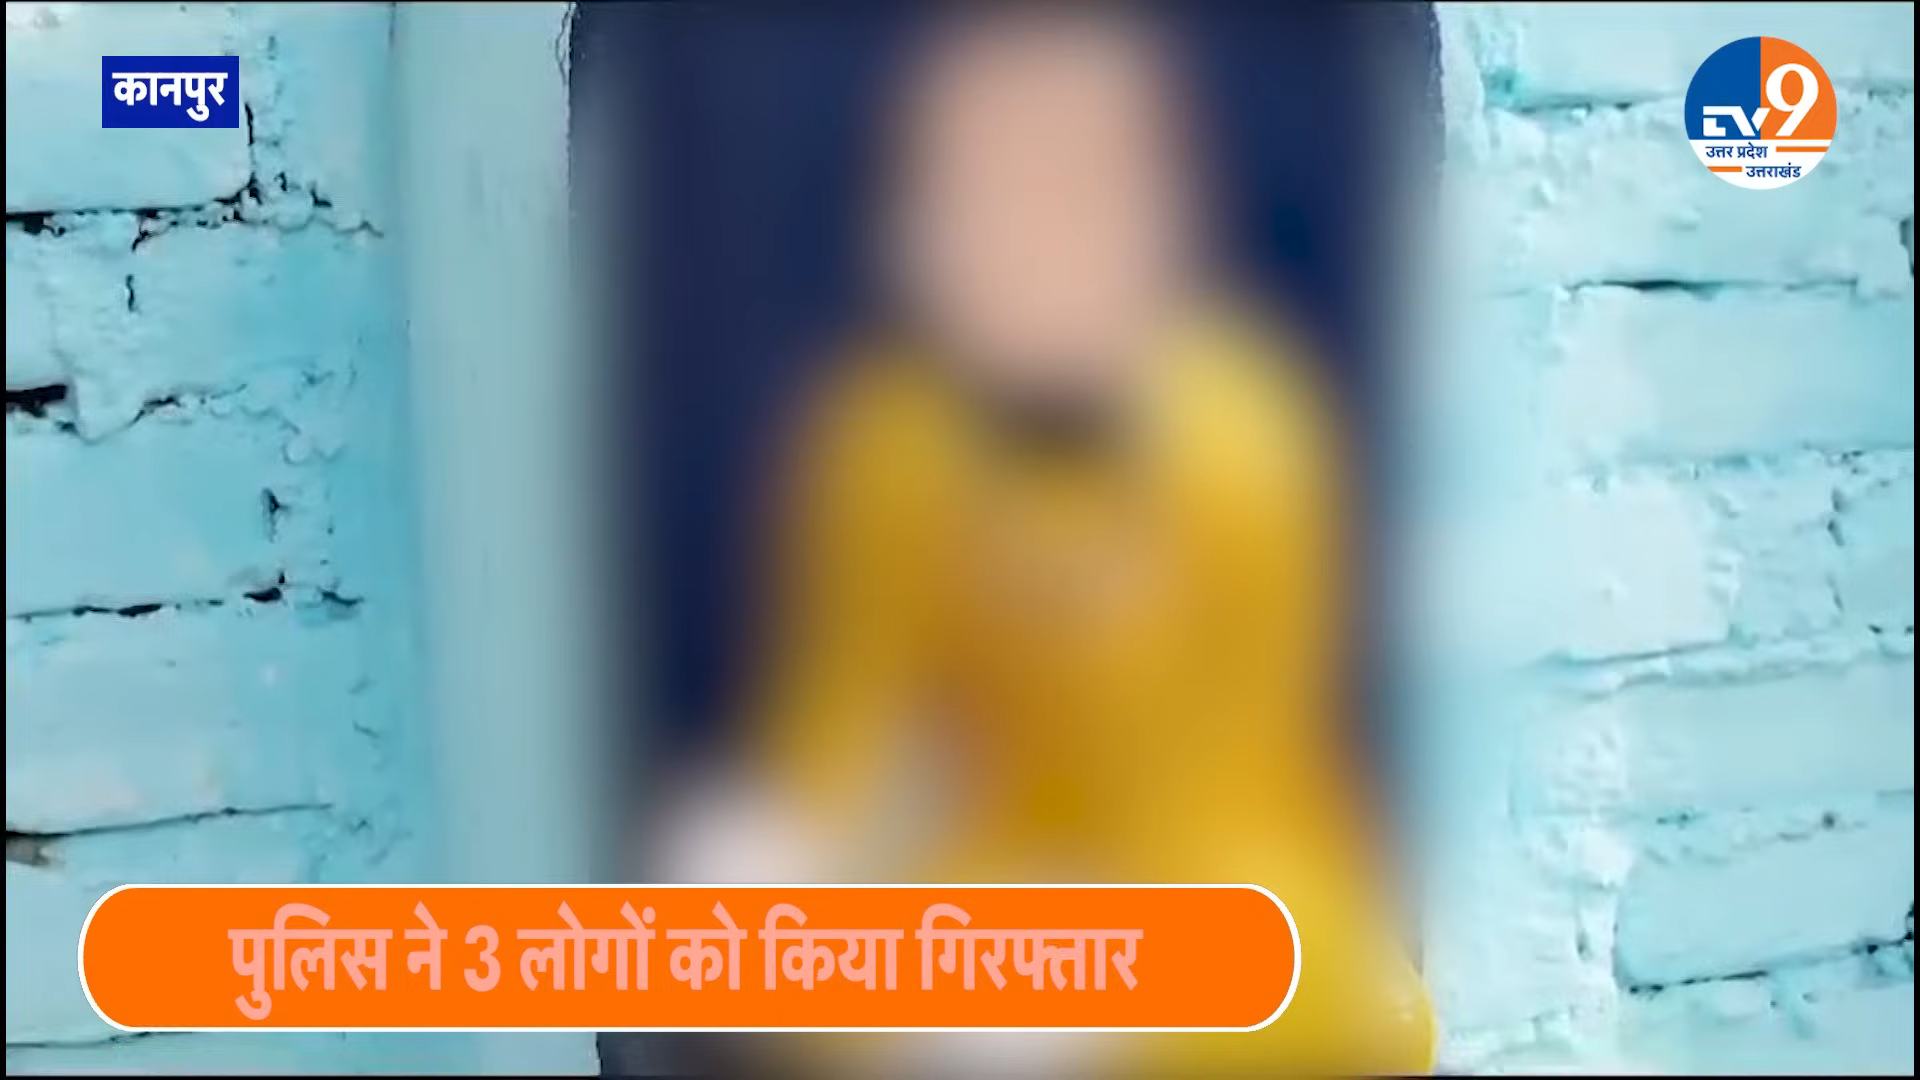 कानपुर
TV9
उत्तर प्रदेश
उत्तराखंड
पुलिस ने 3 लोगों को किया गिरफ्तार